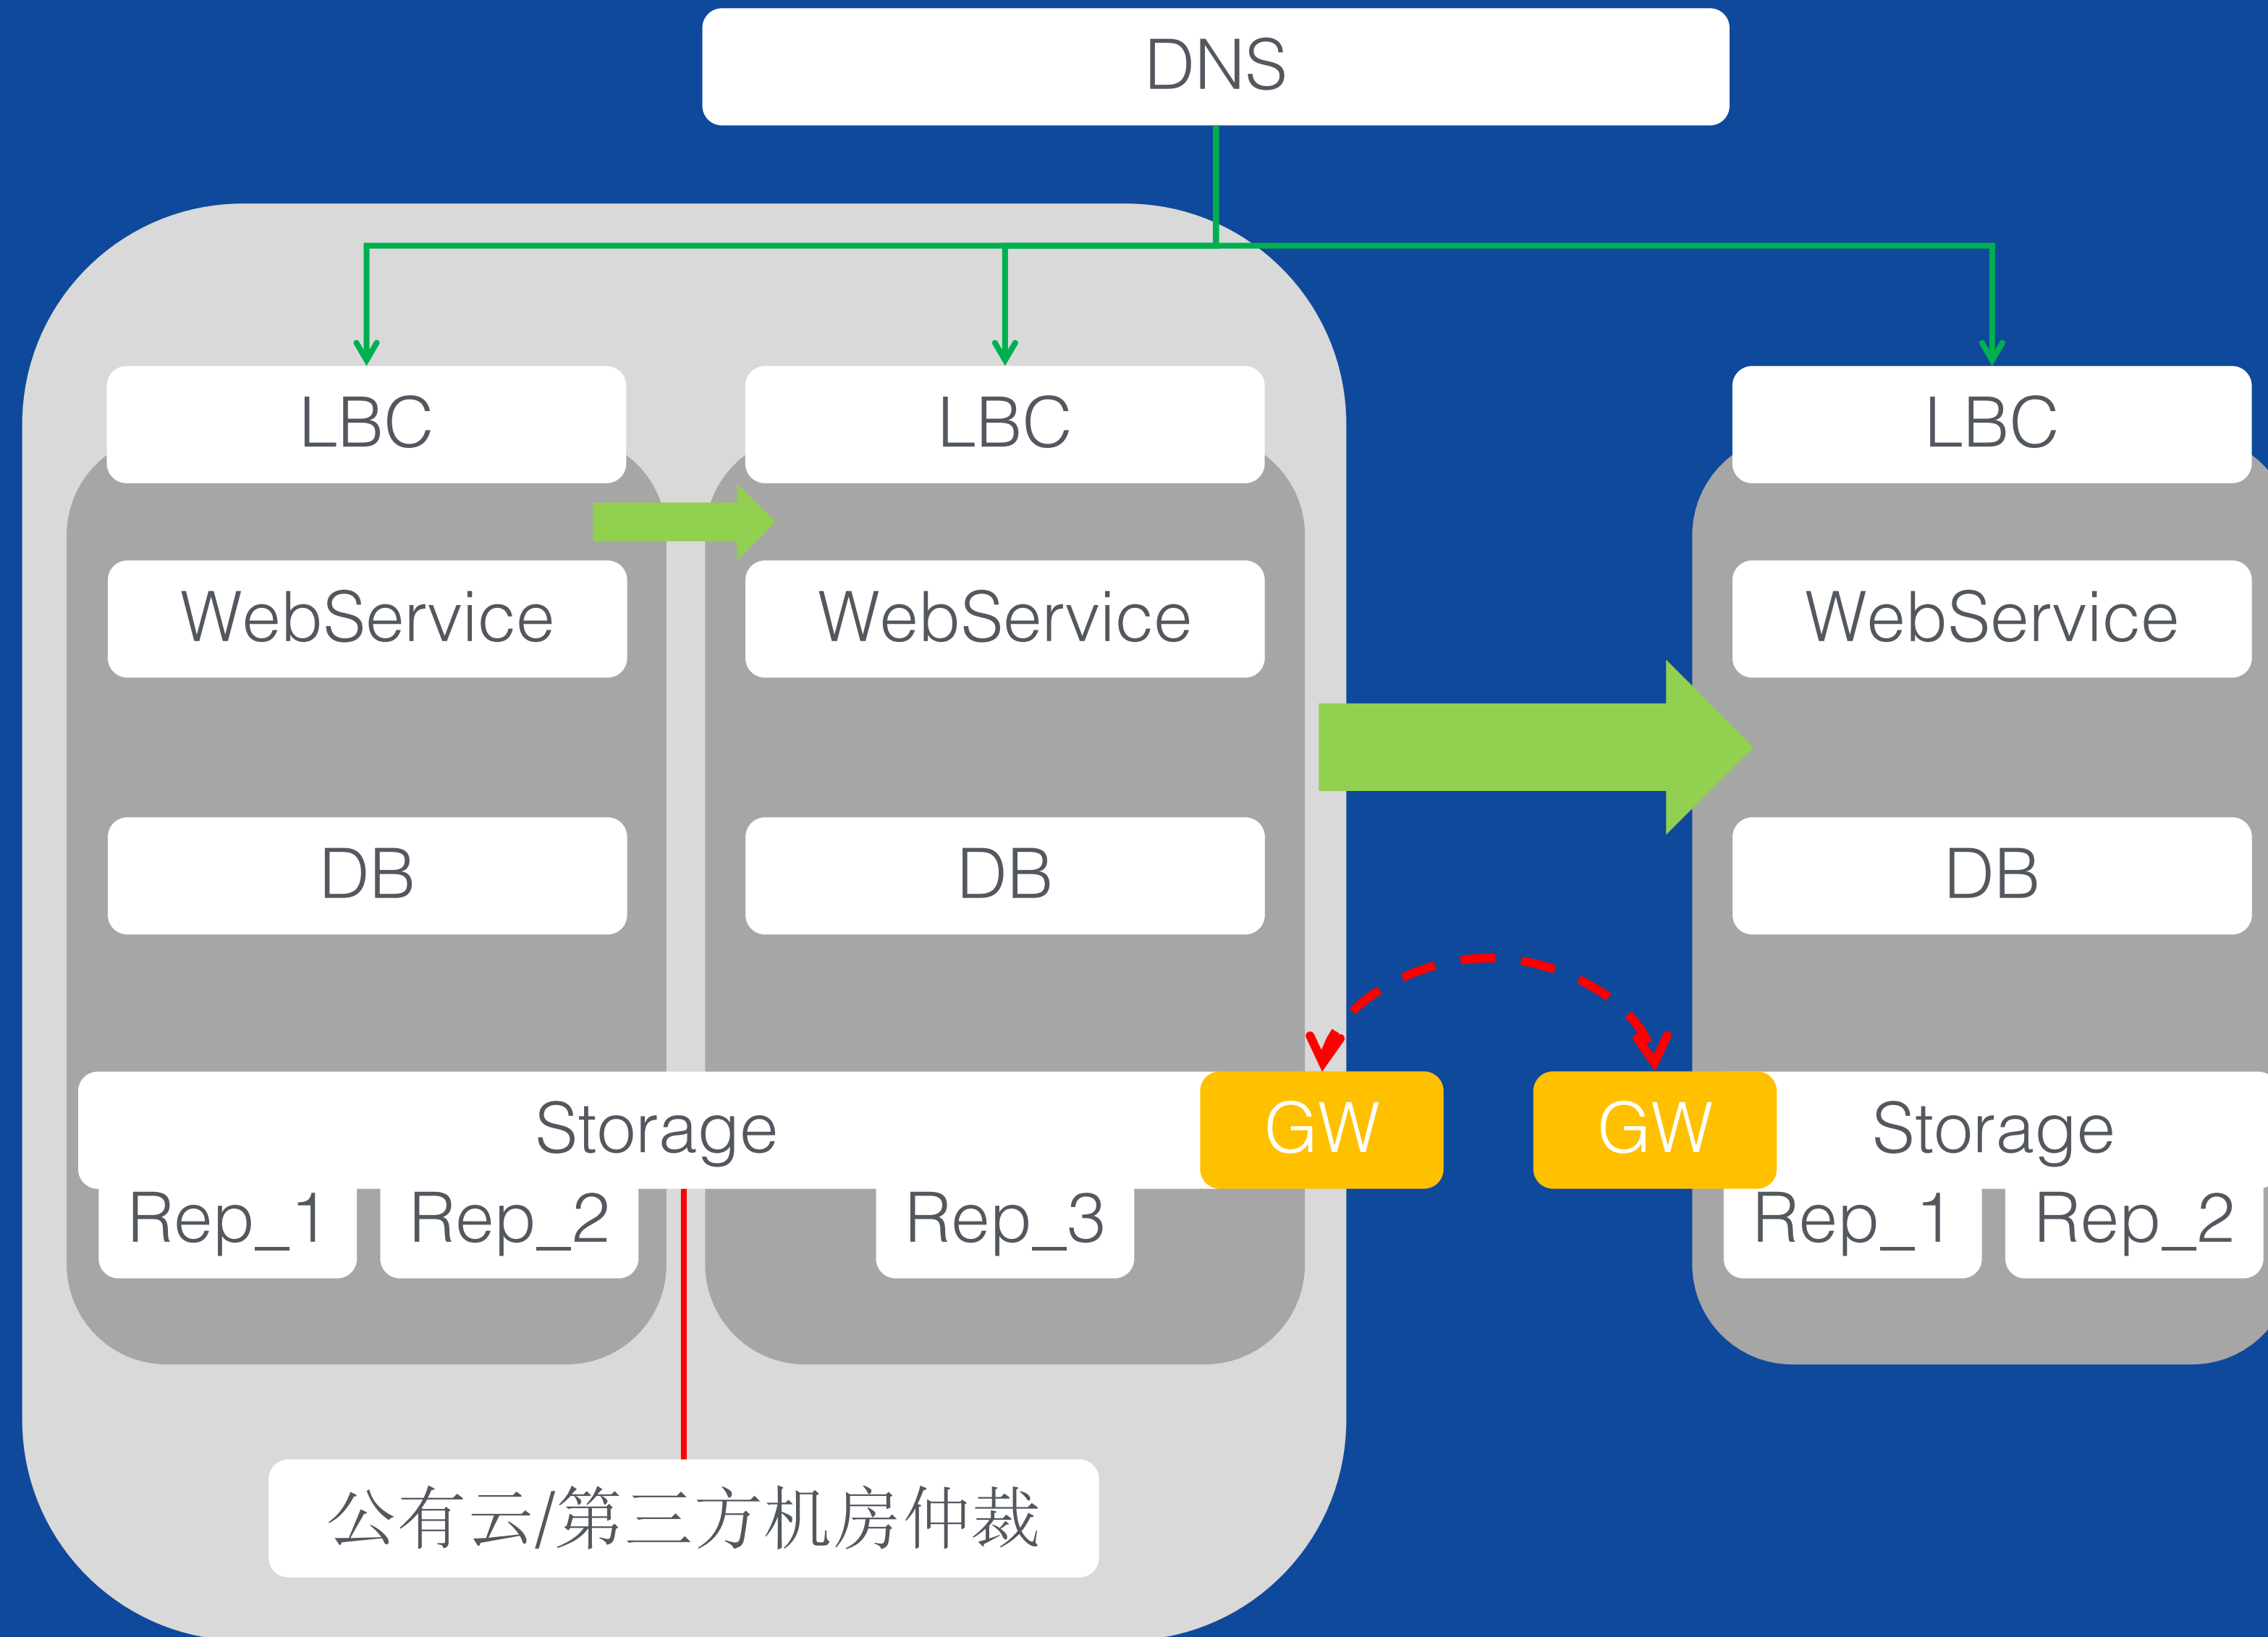 DNS
LBC
LBC
LBC
WebService
WebService
WebService
DB
DB
DB
Storage
GW
GW
Storage
Rep_1
Rep_2
Rep_3
Rep_1
Rep_2
公有云/第三方机房仲裁